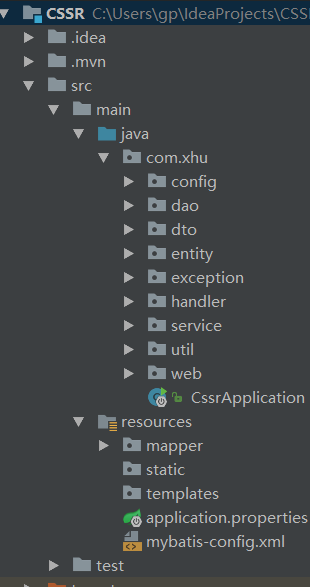 CSSR C:\Users\gp\IdeaProjects\CSS
.idea
.mvn
src
main
java
com.xhu
config
dao
dto
entity
exception
handler
service
util
web
CssrApplication
resources
mapper
static
templates
application.properties
mybatis-config.xml
test